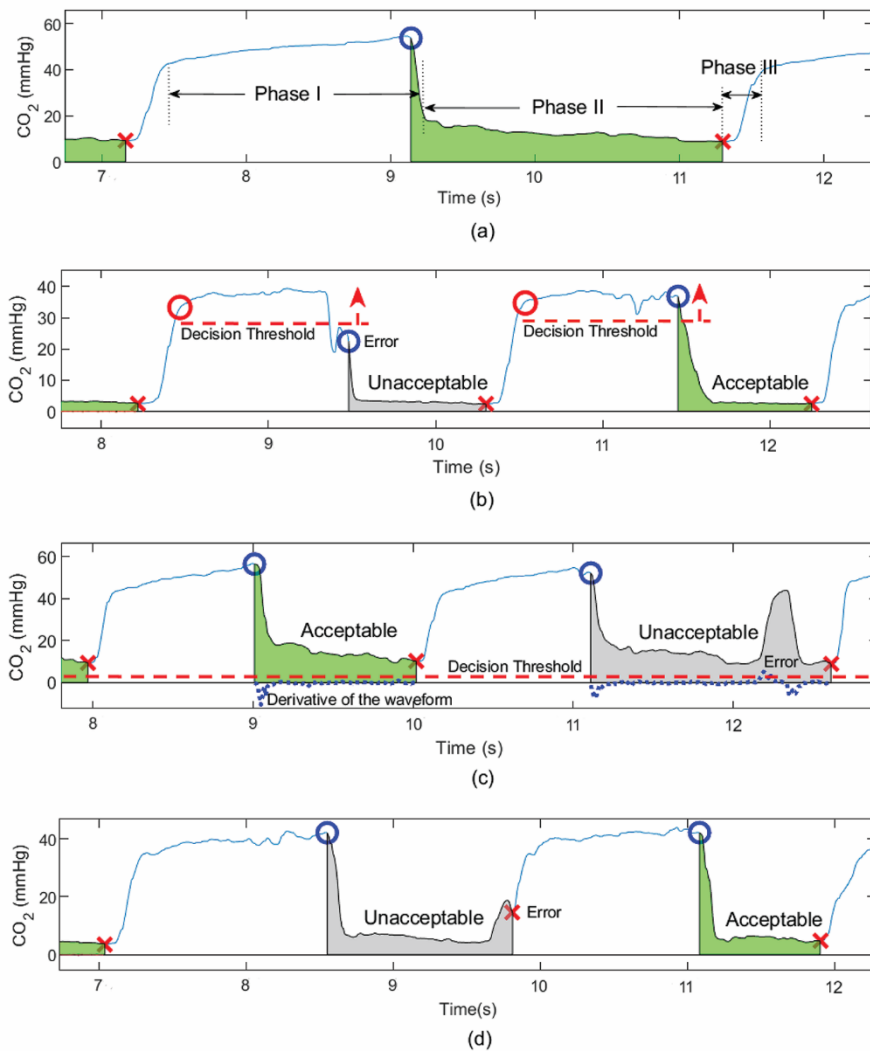 60
40
20
0
CO2 (mmHg)
Phase I
Phase II
Phase III
7
8
9
10
11
12
Time (s)
(a)
40
30
20
10
0
CO2 (mmHg)
Decision Threshold
Error
Unacceptable
Decision Threshold
Acceptable
8
9
10
11
12
Time (s)
(b)
60
40
20
0
CO2 (mmHg)
Acceptable
Decision Threshold
Unacceptable
Error
Derivative of the waveform
8
9
10
11
12
Time (s)
(c)
40
20
0
CO2 (mmHg)
Unacceptable
Error
Acceptable
7
8
9
10
11
12
Time(s)
(d)